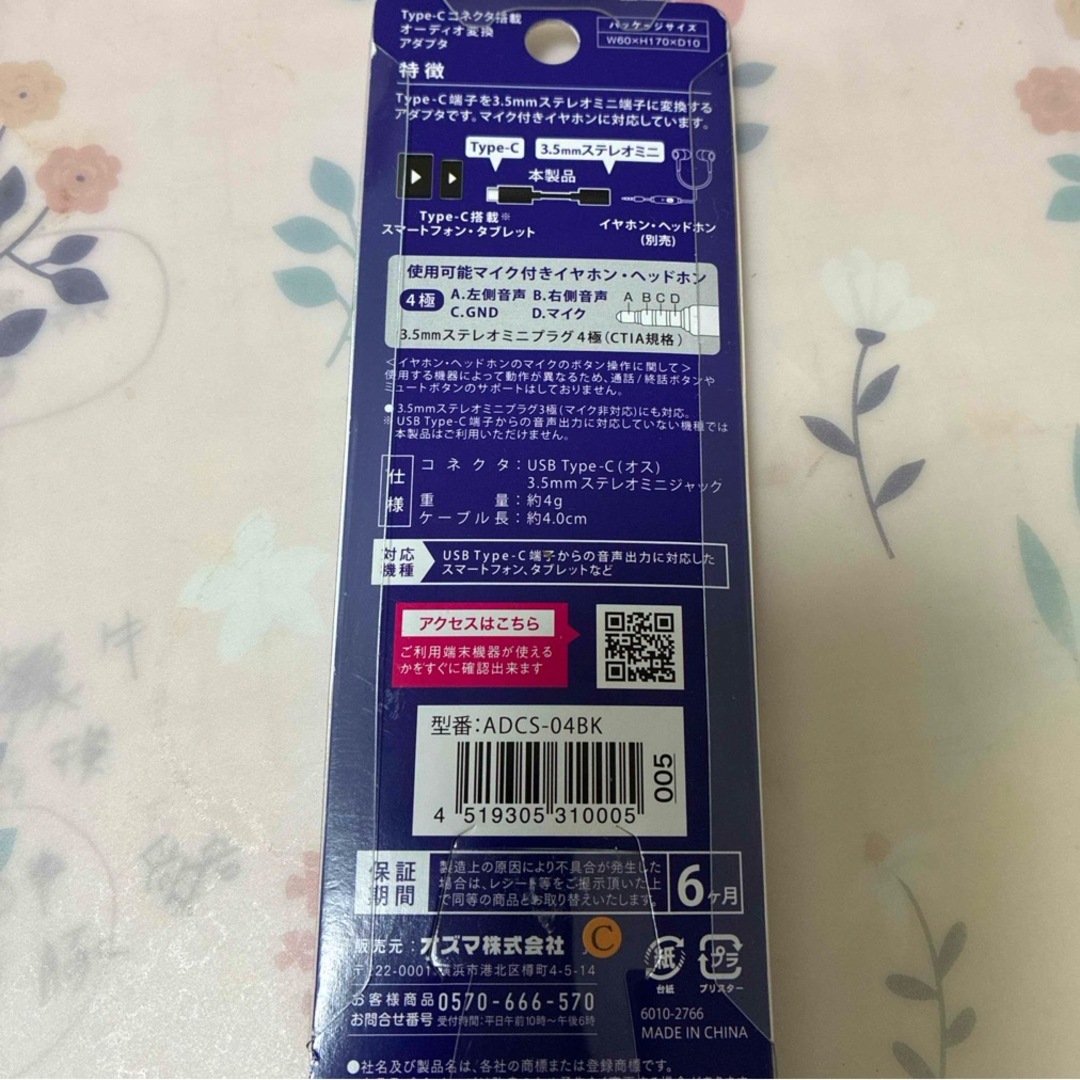 Type-Cコネクタ搭載
オーディオ変換
アダプタ
パッケージサイズ
W60×H170×D10
特徴
Type-C端子を3.5mmステレオミニ端子に変換する
アダプタです。マイク付きイヤホンに対応しています。
Type-C
3.5mmステレオミニ
本製品
Type-C搭載※
スマートフォン・タブレット
イヤホン・ヘッドホン
(別売)
使用可能マイク付きイヤホン・ヘッドホン
4極 A.左側音声 B.右側音声
C.GND D.マイク
A B C D
3.5mmステレオミニプラグ4極(CTIA規格)
<イヤホン・ヘッドホンのマイクのボタン操作に関して>
使用する機器によって動作が異なるため、通話/終話ボタンや
ミュートボタンのサポートはしておりません。
●3.5mmステレオミニプラグ3極(マイク非対応)にも対応。
※USB Type-C端子からの音声出力に対応していない機種では
本製品はご利用いただけません。
仕様
コネクタ:USB Type-C(オス)
3.5mmステレオミニジャック
重量:約4g
ケーブル長:約4.0cm
対応機種
USB Type-C端子からの音声出力に対応した
スマートフォン、タブレットなど
アクセスはこちら
ご利用端末機器が使える
かをすぐに確認出来ます
型番:ADCS-04BK
005
4 519305 310005
保証期間
製造上の原因により不具合が発生した
場合は、レシート等をご提示頂いた上
で同等の商品とお取り替えいたします。
6ヶ月
販売元:オズマ株式会社
C
〒222-0001 横浜市港北区樽町4-5-14
お客様商品
お問合せ番号
0570-666-570
受付時間:平日午前10時〜午後6時
紙
台紙
プラ
ブリスター
6010-2766
MADE IN CHINA
●社名及び製品名は、各社の商標または登録商標です。